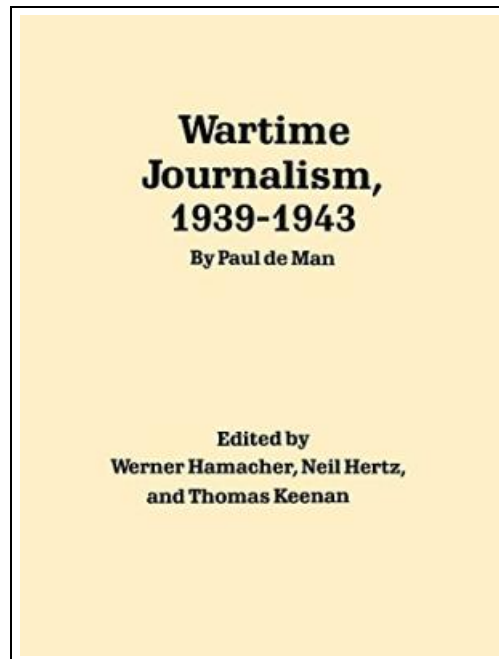 Wartime
Journalism,
1939-1943
By Paul de Man
Edited by
Werner Hamacher, Neil Hertz,
and Thomas Keenan